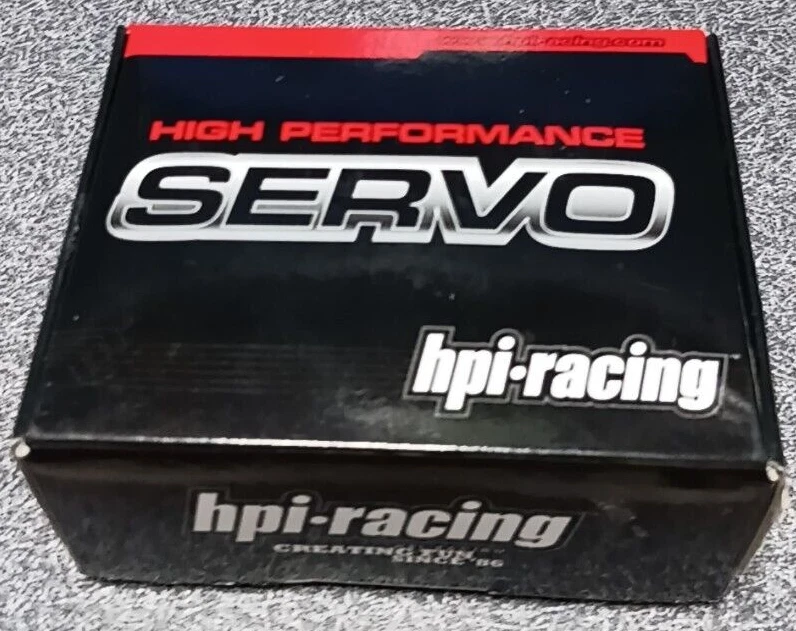 www.hpi-racing.com
HIGH PERFORMANCE
SERVO
hpi·racing
hpi·racing
CREATING FUN
SINCE '86